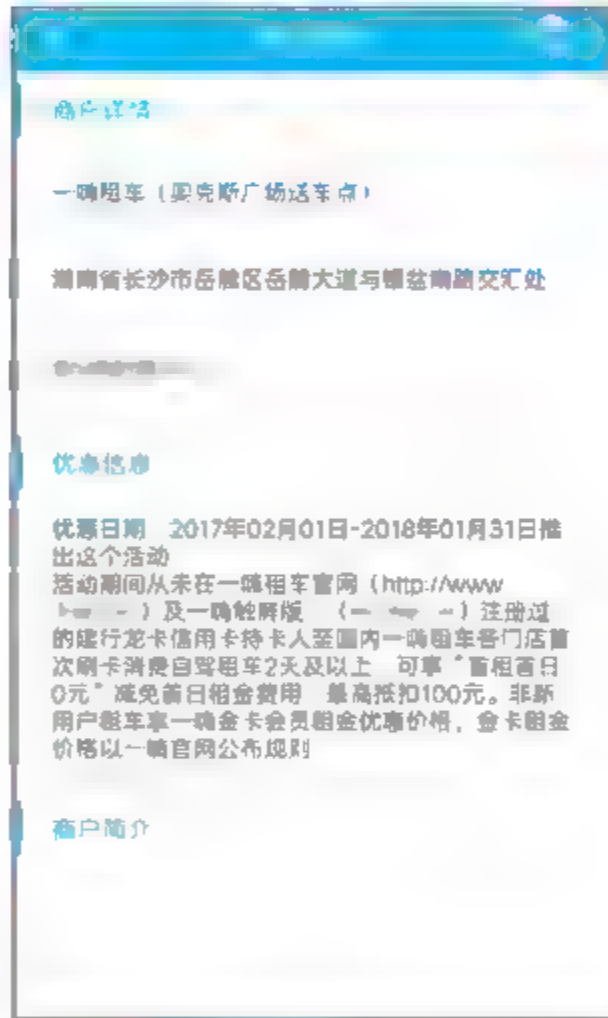 商户详情
一嗨租车（奥克斯广场送车点）
湖南省长沙市岳麓区岳麓大道与银盆南路交汇处
优惠信息
优惠日期 2017年02月01日-2018年01月31日推
出这个活动
活动期间从未在一嗨租车官网（http://www
）及一嗨触屏版 （ ）注册过
的建行龙卡信用卡持卡人至国内一嗨租车各门店首
次刷卡消费自驾租车2天及以上 可享“首租首日
0元”减免首日租金费用 最高抵扣100元。非新
用户租车享一嗨金卡会员租金优惠价格，金卡租金
价格以一嗨官网公布规则
商户简介